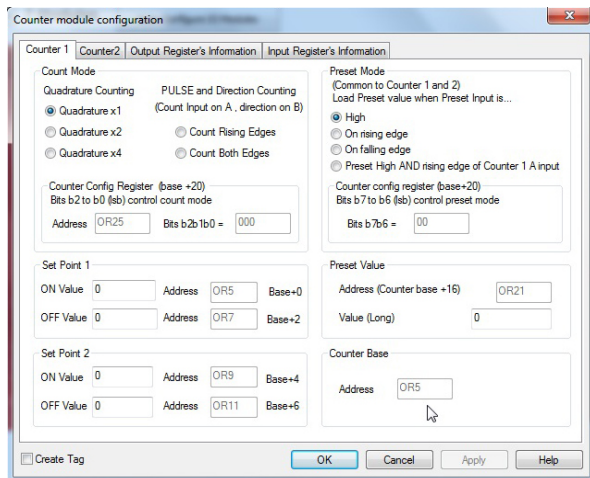 Counter module configuration
Counter 1
Counter2
Output Register's Information
Input Register's Information
Count Mode
Quadrature Counting
PULSE and Direction Counting
(Count Input on A , direction on B)
Quadrature x1
Quadrature x2
Count Rising Edges
Quadrature x4
Count Both Edges
Counter Config Register (base +20)
Bits b2 to b0 (lsb) control count mode
Address OR25 Bits b2b1b0 = 000
Preset Mode
(Common to Counter 1 and 2)
Load Preset value when Preset Input is...
High
On rising edge
On falling edge
Preset High AND rising edge of Counter 1 A input
Counter config register (base+20)
Bits b7 to b6 (lsb) control preset mode
Bits b7b6 = 00
Set Point 1
ON Value 0 Address OR5 Base+0
OFF Value 0 Address OR7 Base+2
Preset Value
Address (Counter base +16) OR21
Value (Long) 0
Set Point 2
ON Value 0 Address OR9 Base+4
OFF Value 0 Address OR11 Base+6
Counter Base
Address OR5
Create Tag
OK
Cancel
Apply
Help